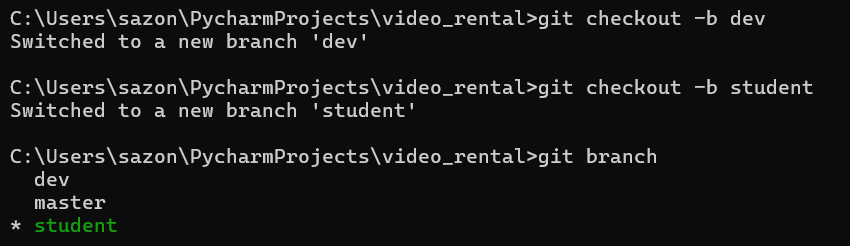 C:\Users\sazon\PycharmProjects\video_rental>git checkout -b dev
Switched to a new branch 'dev'

C:\Users\sazon\PycharmProjects\video_rental>git checkout -b student
Switched to a new branch 'student'

C:\Users\sazon\PycharmProjects\video_rental>git branch
  dev
  master
* student